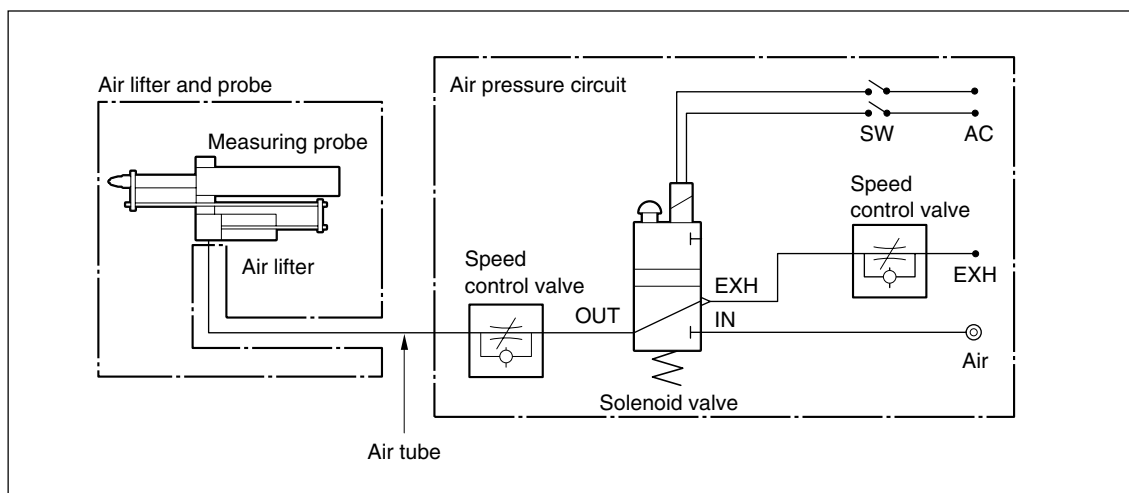 Air lifter and probe
Measuring probe
Air lifter
Air tube
Air pressure circuit
SW
AC
Speed
control valve
EXH
Speed
control valve
OUT
EXH
IN
Air
Solenoid valve